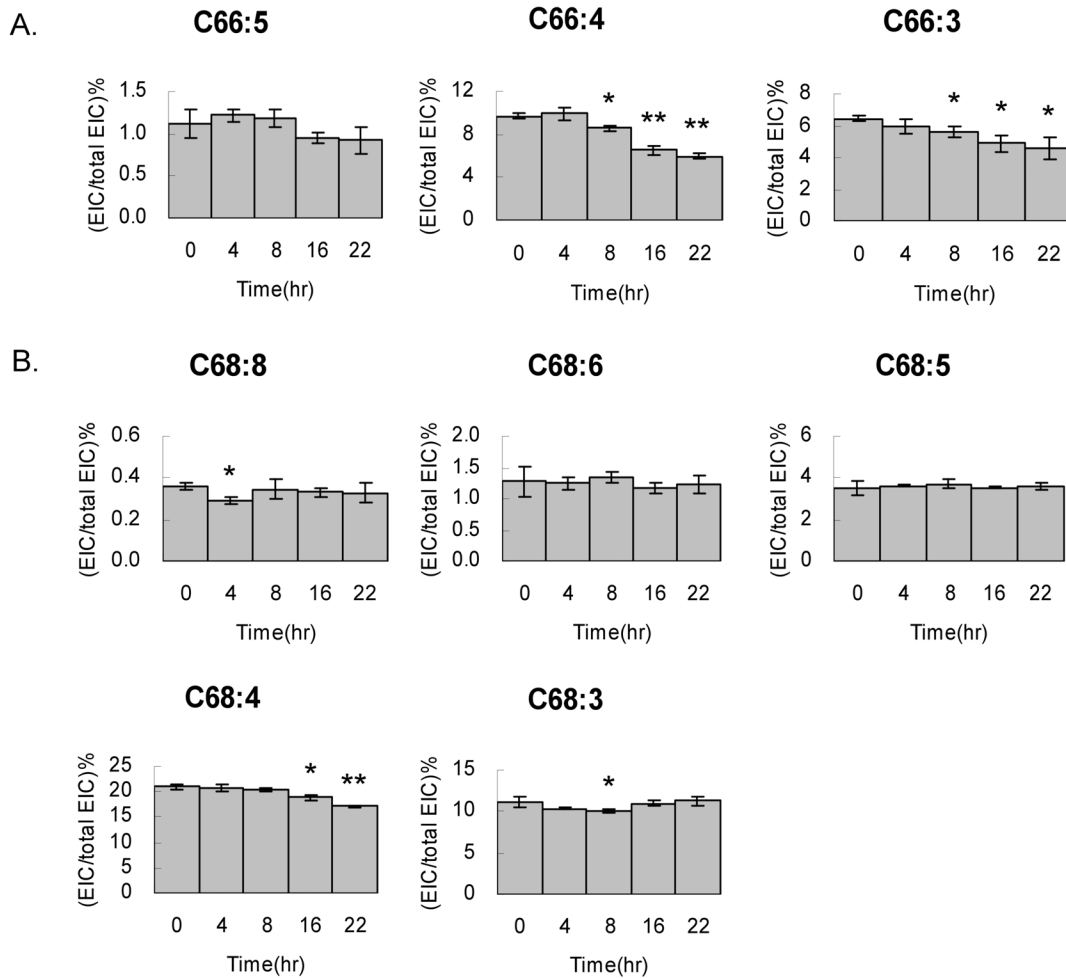 A.
C66:5 C66:4 C66:3
(EIC/total EIC)%
1.5
1.0
0.5
0.0
0 4 8 16 22
Time(hr)
(EIC/total EIC)%
12
8
4
0
* ** **
0 4 8 16 22
Time(hr)
(EIC/total EIC)%
8
6
4
2
0
* * *
0 4 8 16 22
Time(hr)
B.
C68:8 C68:6 C68:5
(EIC/total EIC)%
0.6
0.4
0.2
0.0
*
0 4 8 16 22
Time(hr)
(EIC/total EIC)%
2.0
1.5
1.0
0.5
0.0
0 4 8 16 22
Time(hr)
(EIC/total EIC)%
6
4
2
0
0 4 8 16 22
Time(hr)
C68:4 C68:3
(EIC/total EIC)%
25
20
15
10
5
0
* **
0 4 8 16 22
Time(hr)
(EIC/total EIC)%
15
10
5
0
*
0 4 8 16 22
Time(hr)